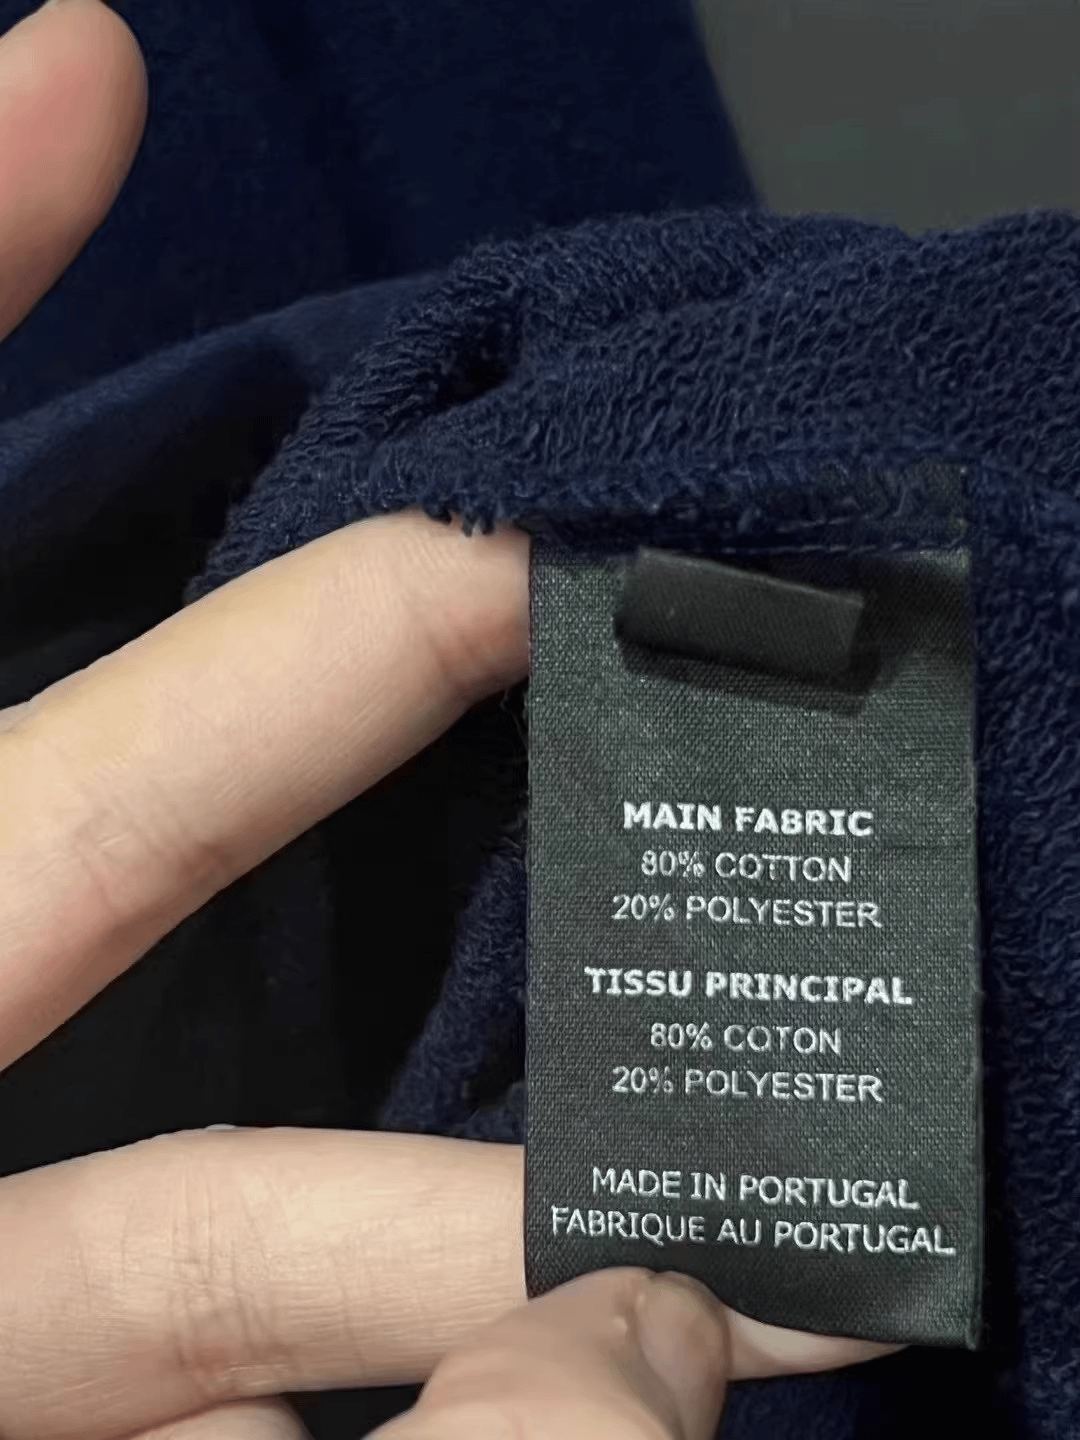 MAIN FABRIC
80% COTTON
20% POLYESTER
TISSU PRINCIPAL
80% COTON
20% POLYESTER
MADE IN PORTUGAL
FABRIQUE AU PORTUGAL